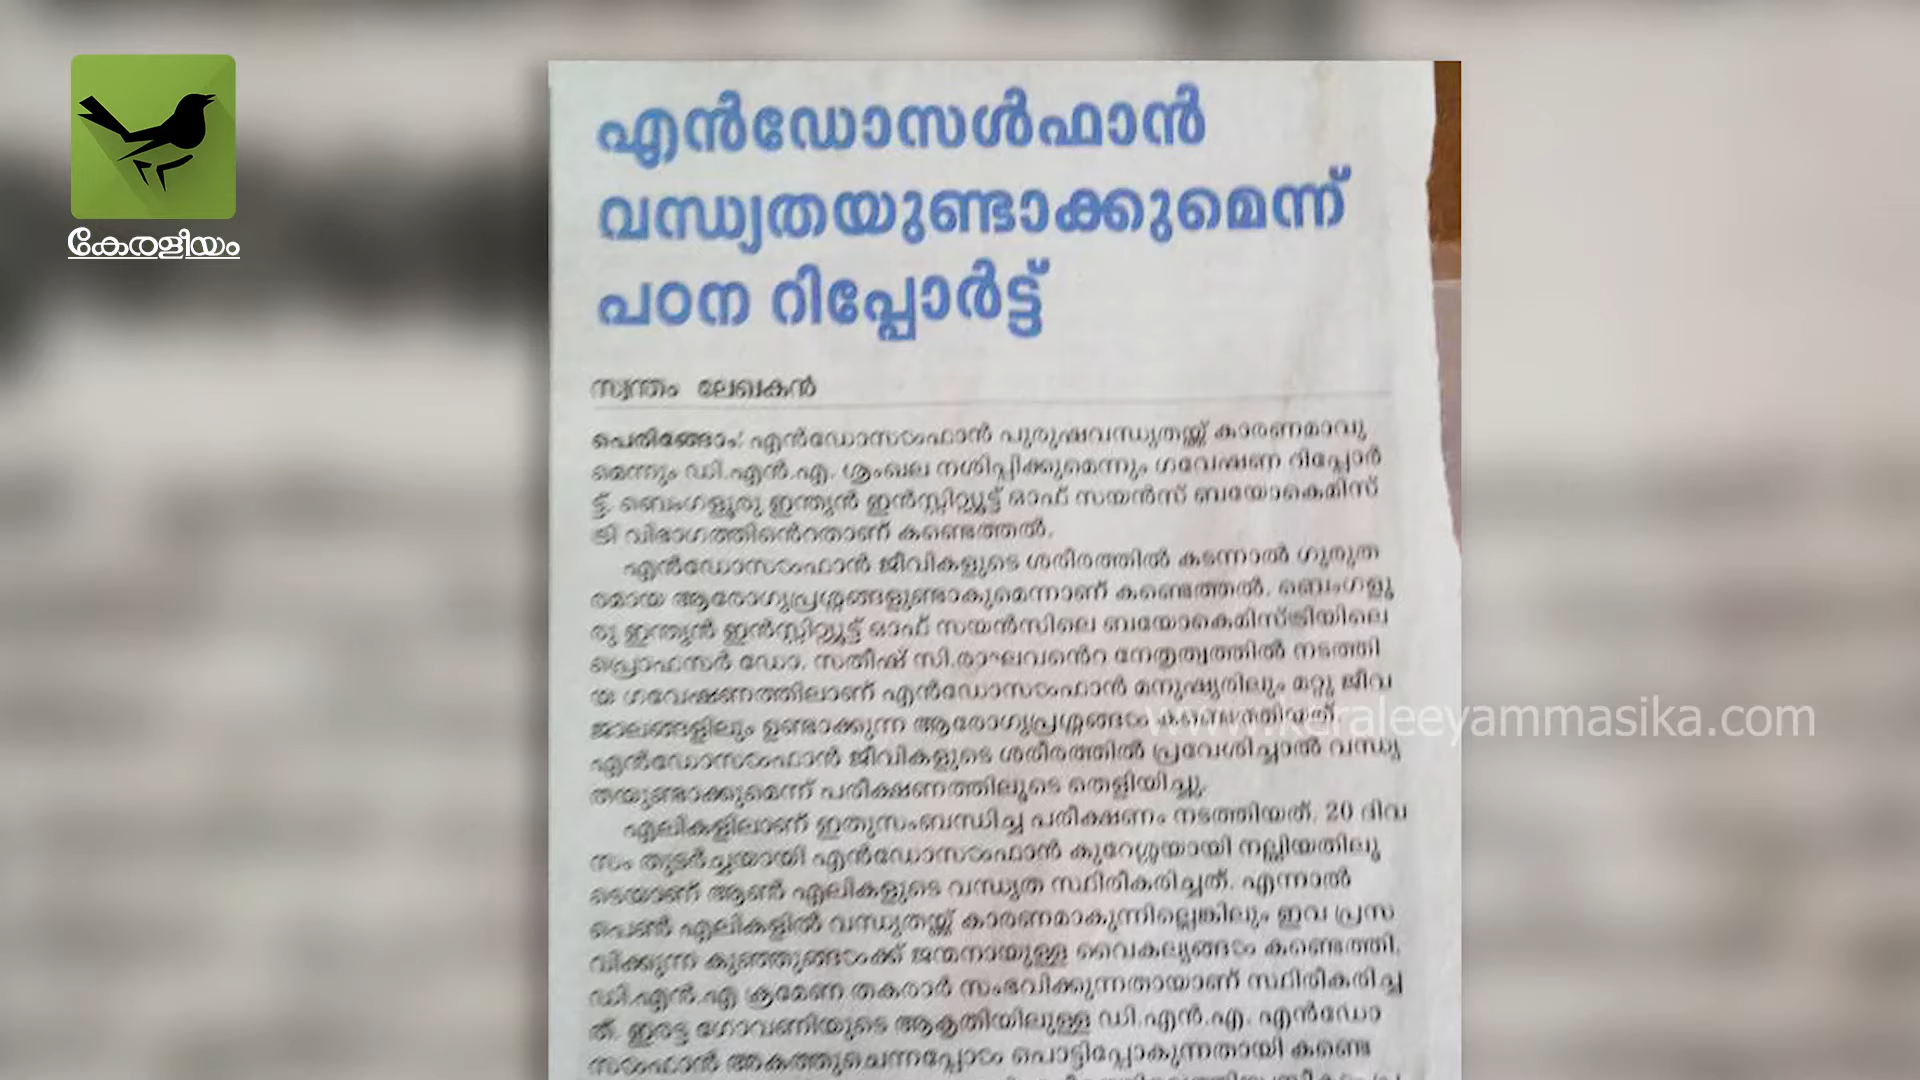 കേരളീയം
എൻഡോസൾഫാൻ
വന്ധ്യതയുണ്ടാക്കുമെന്ന്
പഠന റിപ്പോർട്ട്
സ്വന്തം ലേഖകൻ
പെരിങ്ങോം: എൻഡോസൾഫാൻ പുരുഷവന്ധ്യതയ്ക്ക് കാരണമാവു
മെന്നും ഡി.എൻ.എ. ശൃംഖല നശിപ്പിക്കുമെന്നും ഗവേഷണ റിപ്പോർ
ട്ട്. ബെംഗളൂരു ഇന്ത്യൻ ഇൻസ്റ്റിറ്റ്യൂട്ട് ഓഫ് സയൻസ് ബയോകെമിസ്
ട്രി വിഭാഗത്തിന്റെതാണ് കണ്ടെത്തൽ.
എൻഡോസൾഫാൻ ജീവികളുടെ ശരീരത്തിൽ കടന്നാൽ ഗുരുത
രമായ ആരോഗ്യപ്രശ്നങ്ങളുണ്ടാകുമെന്നാണ് കണ്ടെത്തൽ. ബെംഗളൂ
രു ഇന്ത്യൻ ഇൻസ്റ്റിറ്റ്യൂട്ട് ഓഫ് സയൻസിലെ ബയോകെമിസ്ട്രിയിലെ
പ്രൊഫസർ ഡോ. സതീഷ് സി.രാഘവന്റെ നേതൃത്വത്തിൽ നടത്തി
യ ഗവേഷണത്തിലാണ് എൻഡോസൾഫാൻ മനുഷ്യരിലും മറ്റു ജീവ
ജാലങ്ങളിലും ഉണ്ടാക്കുന്ന ആരോഗ്യപ്രശ്നങ്ങൾ കണ്ടെത്തിയത്.
www.keraleeyammasika.com
എൻഡോസൾഫാൻ ജീവികളുടെ ശരീരത്തിൽ പ്രവേശിച്ചാൽ വന്ധ്യ
തയുണ്ടാക്കുമെന്ന് പരീക്ഷണത്തിലൂടെ തെളിയിച്ചു.
എലികളിലാണ് ഇതുസംബന്ധിച്ച പരീക്ഷണം നടത്തിയത്. 20 ദിവ
സം തുടർച്ചയായി എൻഡോസൾഫാൻ കുറേശ്ശയായി നല്കിയതിലൂ
ടെയാണ് ആൺ എലികളുടെ വന്ധ്യത സ്ഥിരീകരിച്ചത്. എന്നാൽ
പെൺ എലികളിൽ വന്ധ്യതയ്ക്ക് കാരണമാകുന്നില്ലെങ്കിലും ഇവ പ്രസ
വിക്കുന്ന കുഞ്ഞുങ്ങൾക്ക് ജന്മനായുള്ള വൈകല്യങ്ങൾ കണ്ടെത്തി.
ഡി.എൻ.എ ക്രമേണ തകരാർ സംഭവിക്കുന്നതായാണ് സ്ഥിരീകരിച്ച
ത്. ഇരട്ട ഗോവണിയുടെ ആകൃതിയിലുള്ള ഡി.എൻ.എ. എൻഡോ
സൾഫാൻ അകത്തുചെന്നപ്പോൾ പൊട്ടിപ്പോകുന്നതായി കണ്ടെ